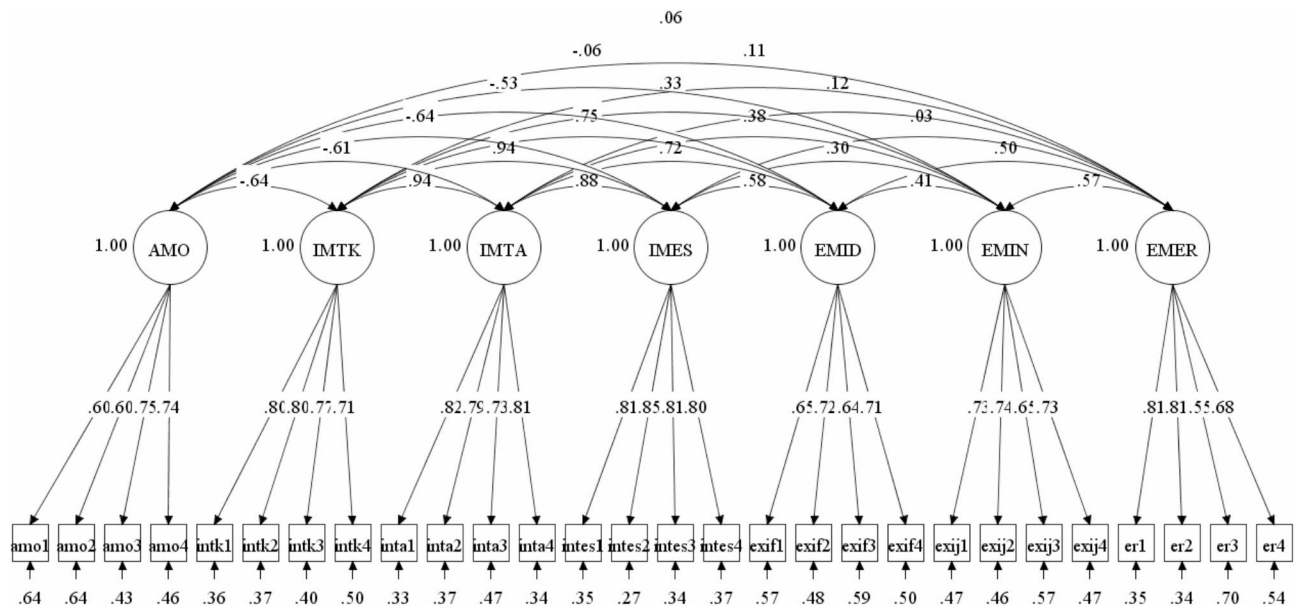 .06
-.06 .11
-.53 .33 .12
-.64 .75 .38 .03
-.61 .94 .72 .30 .50
-.64 .94 .88 .58 .41 .57
1.00 AMO 1.00 IMTK 1.00 IMTA 1.00 IMES 1.00 EMID 1.00 EMIN 1.00 EMER
.60 .60 .75 .74 .80 .80 .77 .71 .82 .79 .73 .81 .81 .85 .81 .80 .65 .72 .64 .71 .73 .74 .65 .73 .81 .81 .55 .68
amo1 amo2 amo3 amo4 intk1 intk2 intk3 intk4 inta1 inta2 inta3 inta4 intes1 intes2 intes3 intes4 exif1 exif2 exif3 exif4 exij1 exij2 exij3 exij4 er1 er2 er3 er4
.64 .64 .43 .46 .36 .37 .40 .50 .33 .37 .47 .34 .35 .27 .34 .37 .57 .48 .59 .50 .47 .46 .57 .47 .35 .34 .70 .54